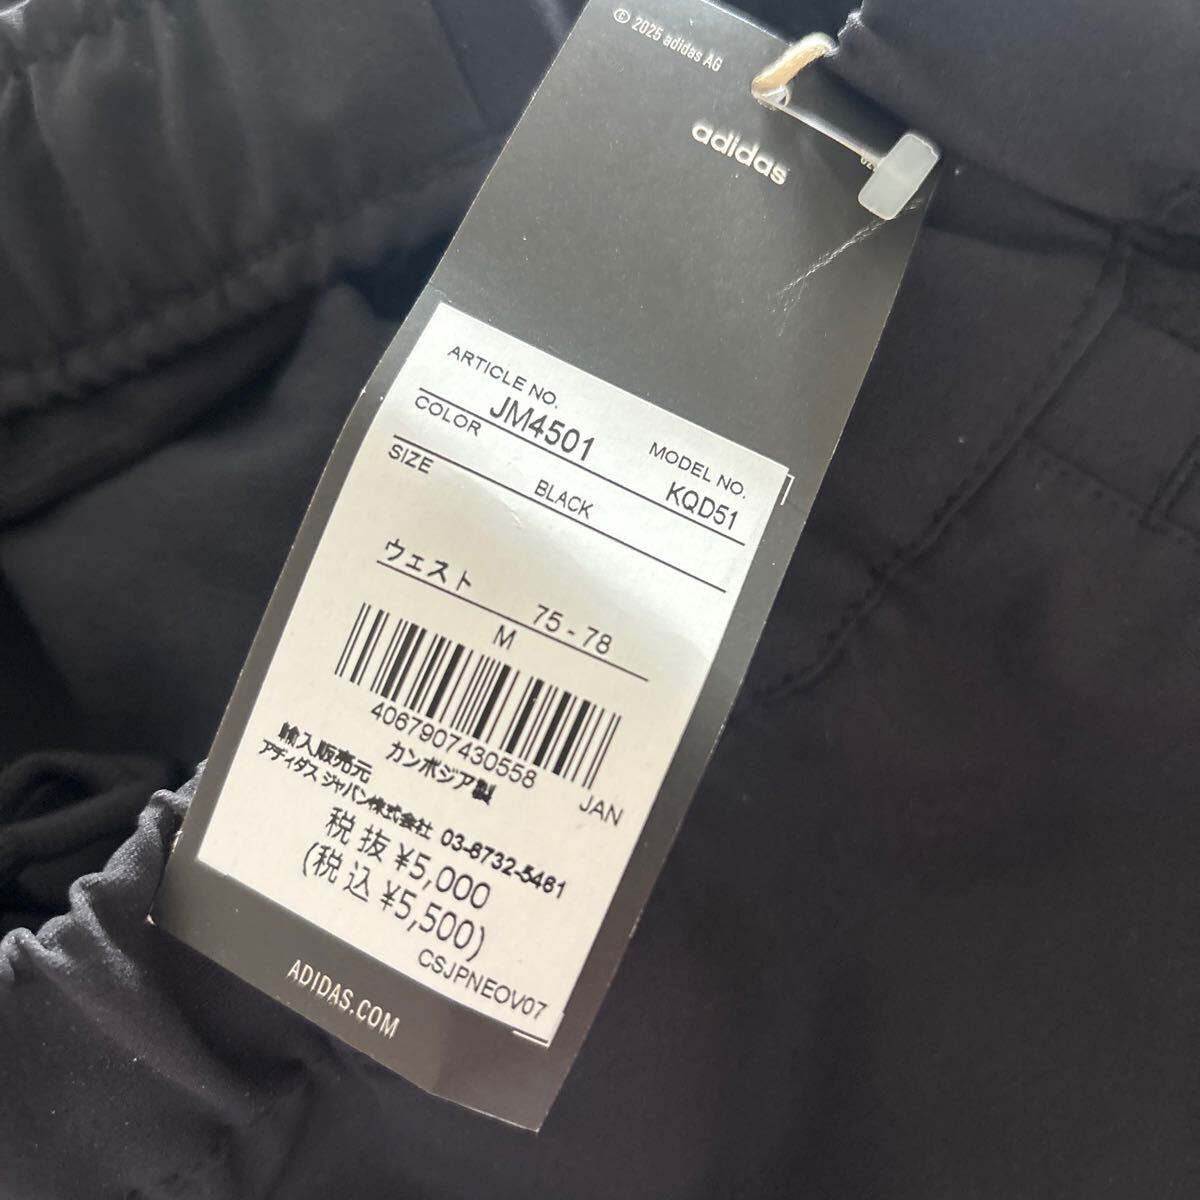 © 2025 adidas AG
adidas
ARTICLE NO. MODEL NO.
JM4501 KQD51
COLOR
BLACK
SIZE
ウェスト 75 - 78
M
4067907430558 JAN
カンボジア製
輸入販売元
アディダス ジャパン株式会社 03-6732-5461
税抜 ¥5,000
(税込 ¥5,500)
CSJPNEOV07
ADIDAS.COM